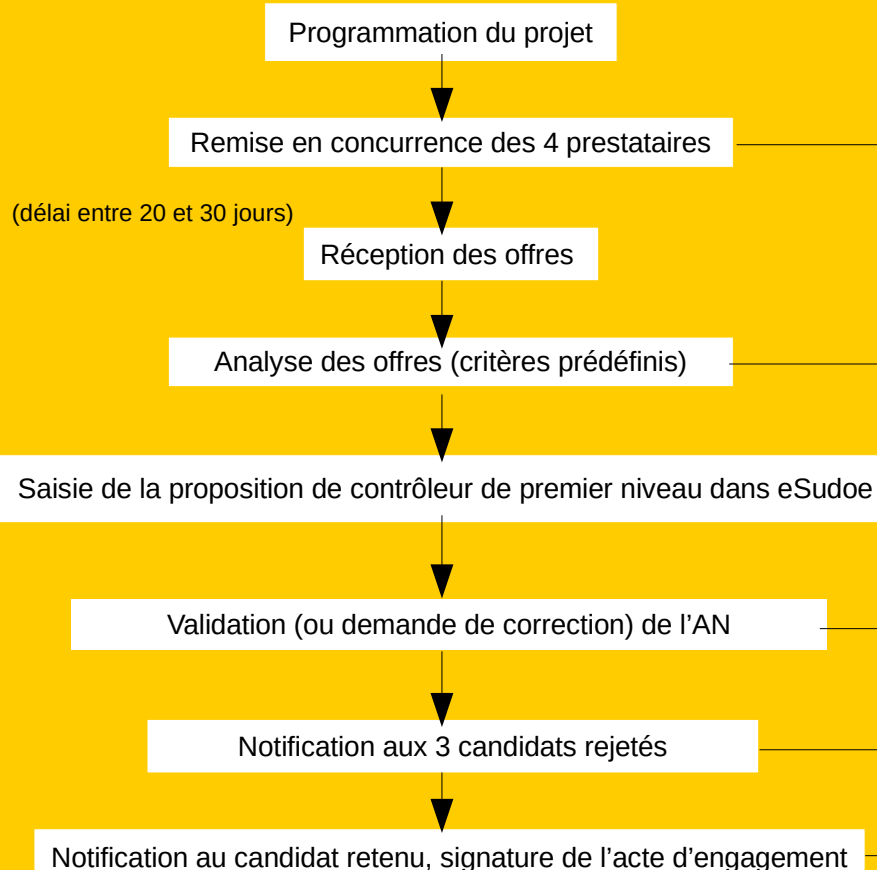 Programmation du projet
Remise en concurrence des 4 prestataires
(délai entre 20 et 30 jours)
Réception des offres
Analyse des offres (critères prédéfinis)
Saisie de la proposition de contrôleur de premier niveau dans eSudoe
Validation (ou demande de correction) de l’AN
Notification aux 3 candidats rejetés
Notification au candidat retenu, signature de l’acte d’engagement